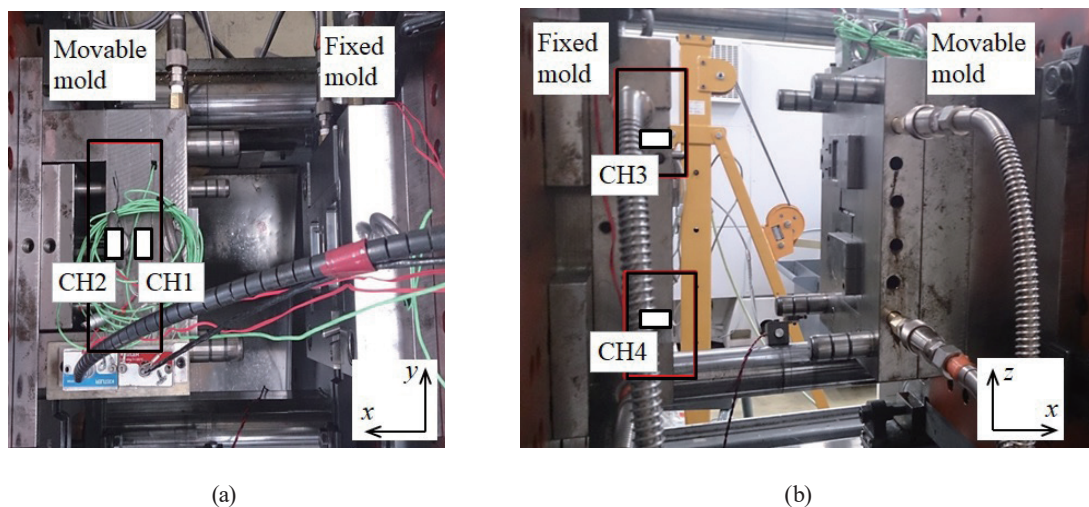 Movable
mold
Fixed
mold
CH2
CH1
y
x
(a)
Fixed
mold
Movable
mold
CH3
CH4
z
x
(b)